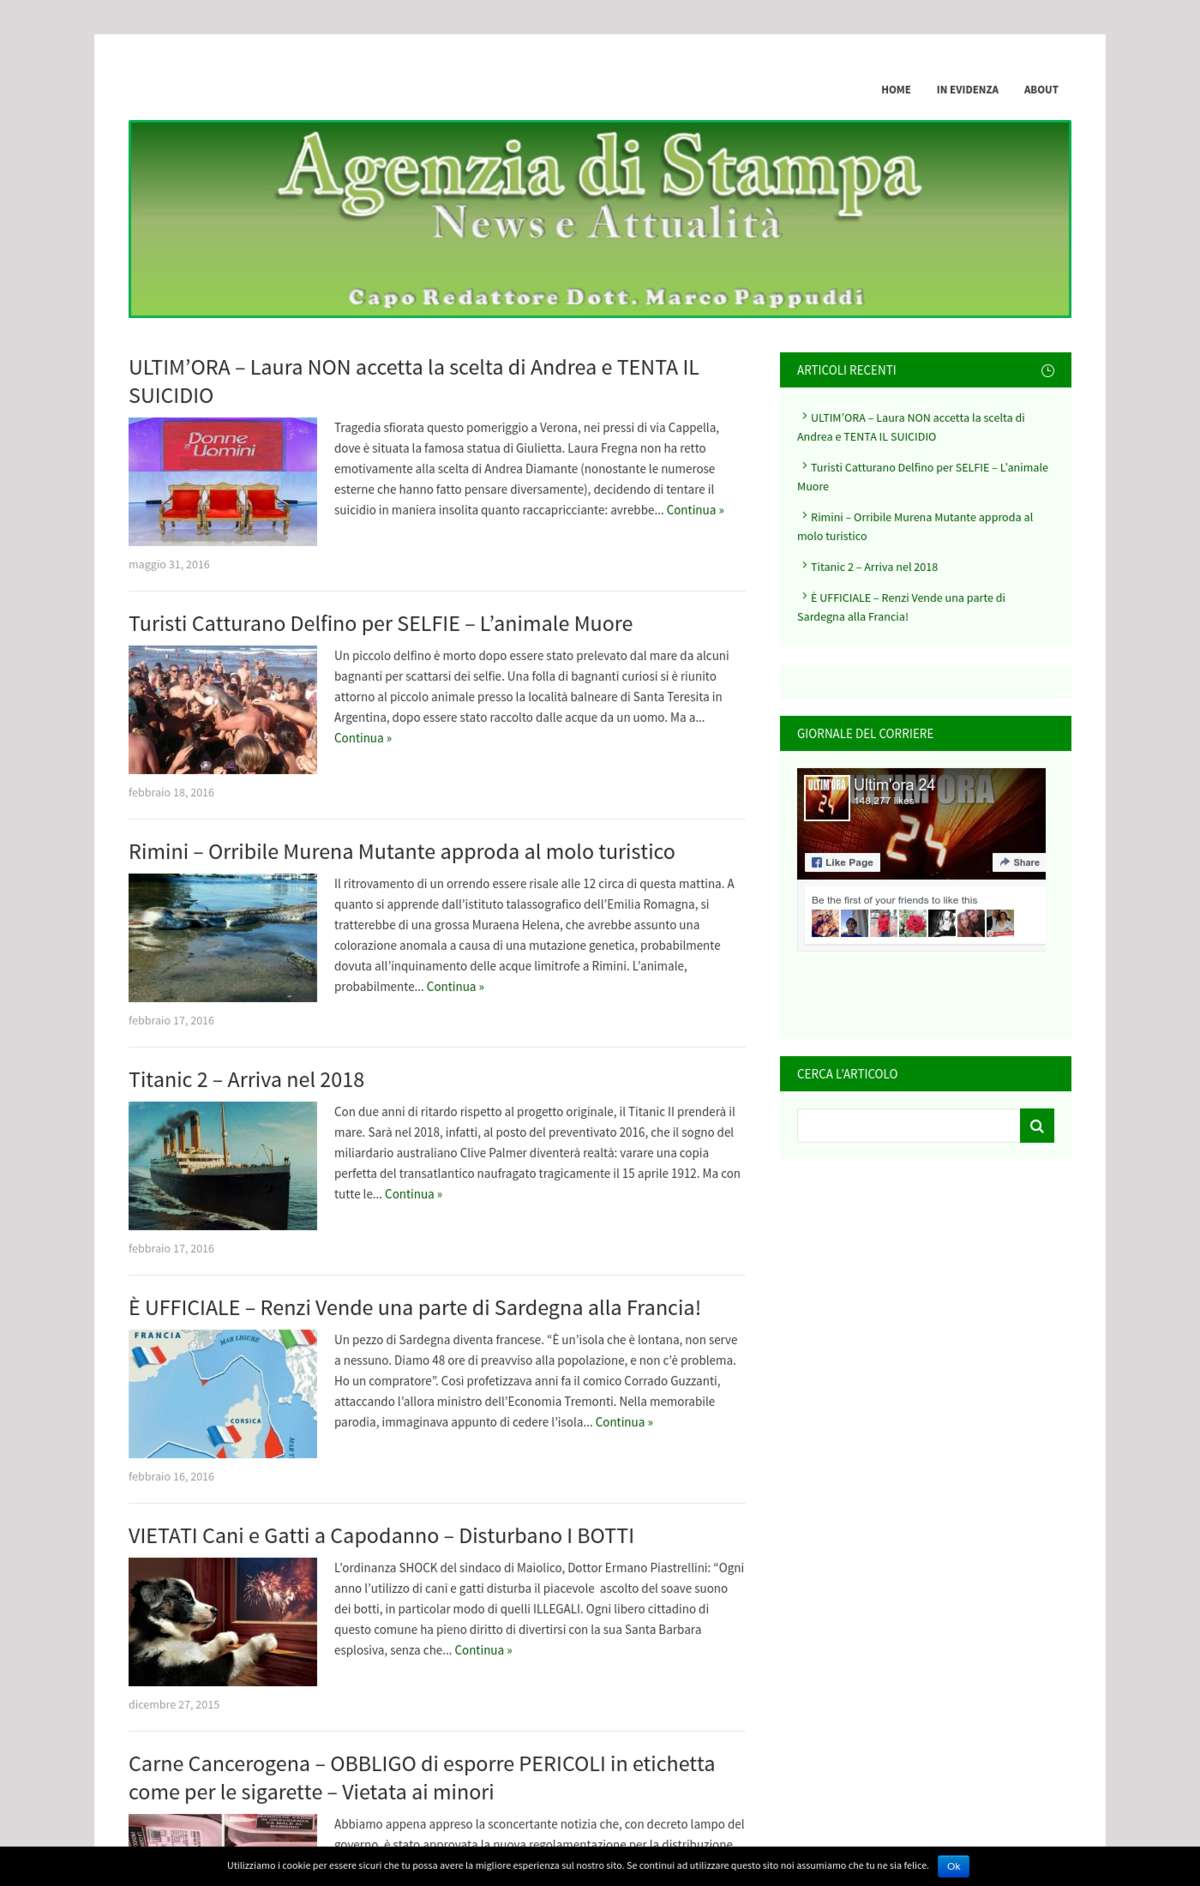 HOME IN EVIDENZA ABOUT
Agenzia di Stampa
News e Attualità
Capo Redattore Dott. Marco Pappuddi
ULTIM’ORA – Laura NON accetta la scelta di Andrea e TENTA IL
SUICIDIO
Donne
e Uomini
Tragedia sfiorata questo pomeriggio a Verona, nei pressi di via Cappella,
dove è situata la famosa statua di Giulietta. Laura Fregna non ha retto
emotivamente alla scelta di Andrea Diamante (nonostante le numerose
esterne che hanno fatto pensare diversamente), decidendo di tentare il
suicidio in maniera insolita quanto raccapricciante: avrebbe... Continua »
maggio 31, 2016
Turisti Catturano Delfino per SELFIE – L’animale Muore
Un piccolo delfino è morto dopo essere stato prelevato dal mare da alcuni
bagnanti per scattarsi dei selfie. Una folla di bagnanti curiosi si è riunito
attorno al piccolo animale presso la località balneare di Santa Teresita in
Argentina, dopo essere stato raccolto dalle acque da un uomo. Ma a...
Continua »
febbraio 18, 2016
Rimini – Orribile Murena Mutante approda al molo turistico
Il ritrovamento di un orrendo essere risale alle 12 circa di questa mattina. A
quanto si apprende dall’istituto talassografico dell’Emilia Romagna, si
tratterebbe di una grossa Muraena Helena, che avrebbe assunto una
colorazione anomala a causa di una mutazione genetica, probabilmente
dovuta all’inquinamento delle acque limitrofe a Rimini. L’animale,
probabilmente... Continua »
febbraio 17, 2016
Titanic 2 – Arriva nel 2018
Con due anni di ritardo rispetto al progetto originale, il Titanic II prenderà il
mare. Sarà nel 2018, infatti, al posto del preventivato 2016, che il sogno del
miliardario australiano Clive Palmer diventerà realtà: varare una copia
perfetta del transatlantico naufragato tragicamente il 15 aprile 1912. Ma con
tutte le... Continua »
febbraio 17, 2016
È UFFICIALE – Renzi Vende una parte di Sardegna alla Francia!
FRANCIA
MAR LIGURE
CORSICA
Un pezzo di Sardegna diventa francese. “È un’isola che è lontana, non serve
a nessuno. Diamo 48 ore di preavviso alla popolazione, e non c’è problema.
Ho un compratore”. Così profetizzava anni fa il comico Corrado Guzzanti,
attaccando l’allora ministro dell’Economia Tremonti. Nella memorabile
parodia, immaginava appunto di cedere l’isola... Continua »
febbraio 16, 2016
VIETATI Cani e Gatti a Capodanno – Disturbano I BOTTI
L’ordinanza SHOCK del sindaco di Maiolico, Dottor Ermano Piastrellini: “Ogni
anno l’utilizzo di cani e gatti disturba il piacevole ascolto del soave suono
dei botti, in particolar modo di quelli ILLEGALI. Ogni libero cittadino di
questo comune ha pieno diritto di divertirsi con la sua Santa Barbara
esplosiva, senza che... Continua »
dicembre 27, 2015
Carne Cancerogena – OBBLIGO di esporre PERICOLI in etichetta
come per le sigarette – Vietata ai minori
Abbiamo appena appreso la sconcertante notizia che, con decreto lampo del
governo, è stato approvata la nuova regolamentazione per la distribuzione
ARTICOLI RECENTI
ULTIM’ORA – Laura NON accetta la scelta di
Andrea e TENTA IL SUICIDIO
Turisti Catturano Delfino per SELFIE – L’animale
Muore
Rimini – Orribile Murena Mutante approda al
molo turistico
Titanic 2 – Arriva nel 2018
È UFFICIALE – Renzi Vende una parte di
Sardegna alla Francia!
GIORNALE DEL CORRIERE
ULTIM'ORA
24
Ultim'ora 24
148,277 likes
Like Page
Share
Be the first of your friends to like this
CERCA L’ARTICOLO
Utilizziamo i cookie per essere sicuri che tu possa avere la migliore esperienza sul nostro sito. Se continui ad utilizzare questo sito noi assumiamo che tu ne sia felice. Ok